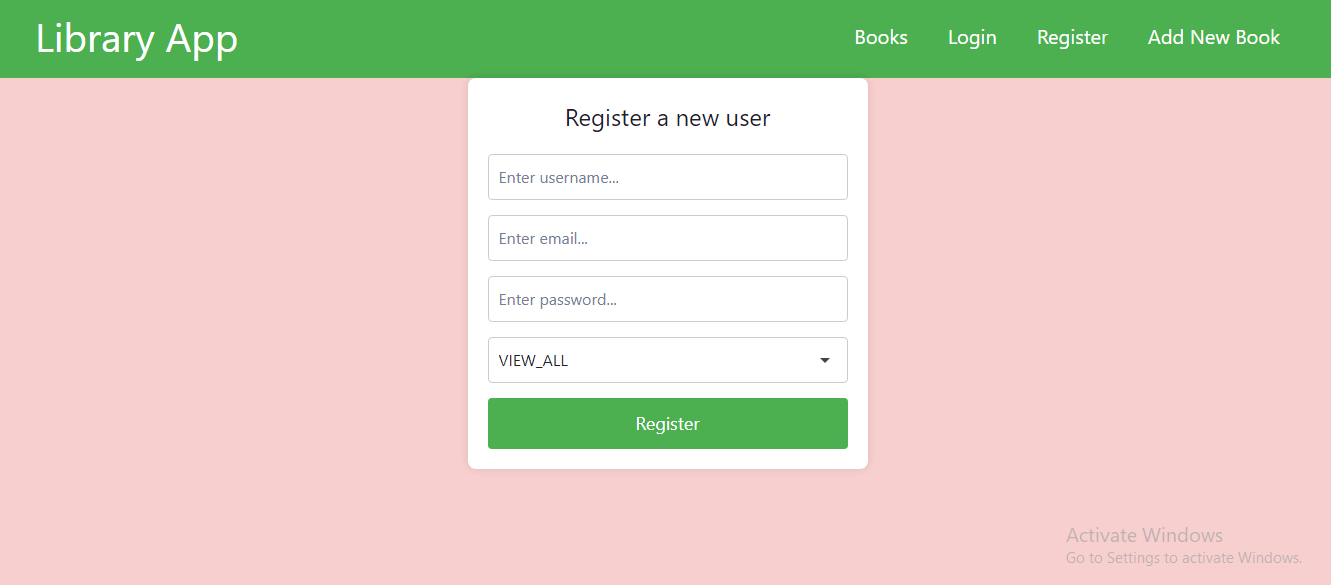 Library App
Books Login Register Add New Book
Register a new user
Enter username...
Enter email...
Enter password...
VIEW_ALL
Register
Activate Windows
Go to Settings to activate Windows.